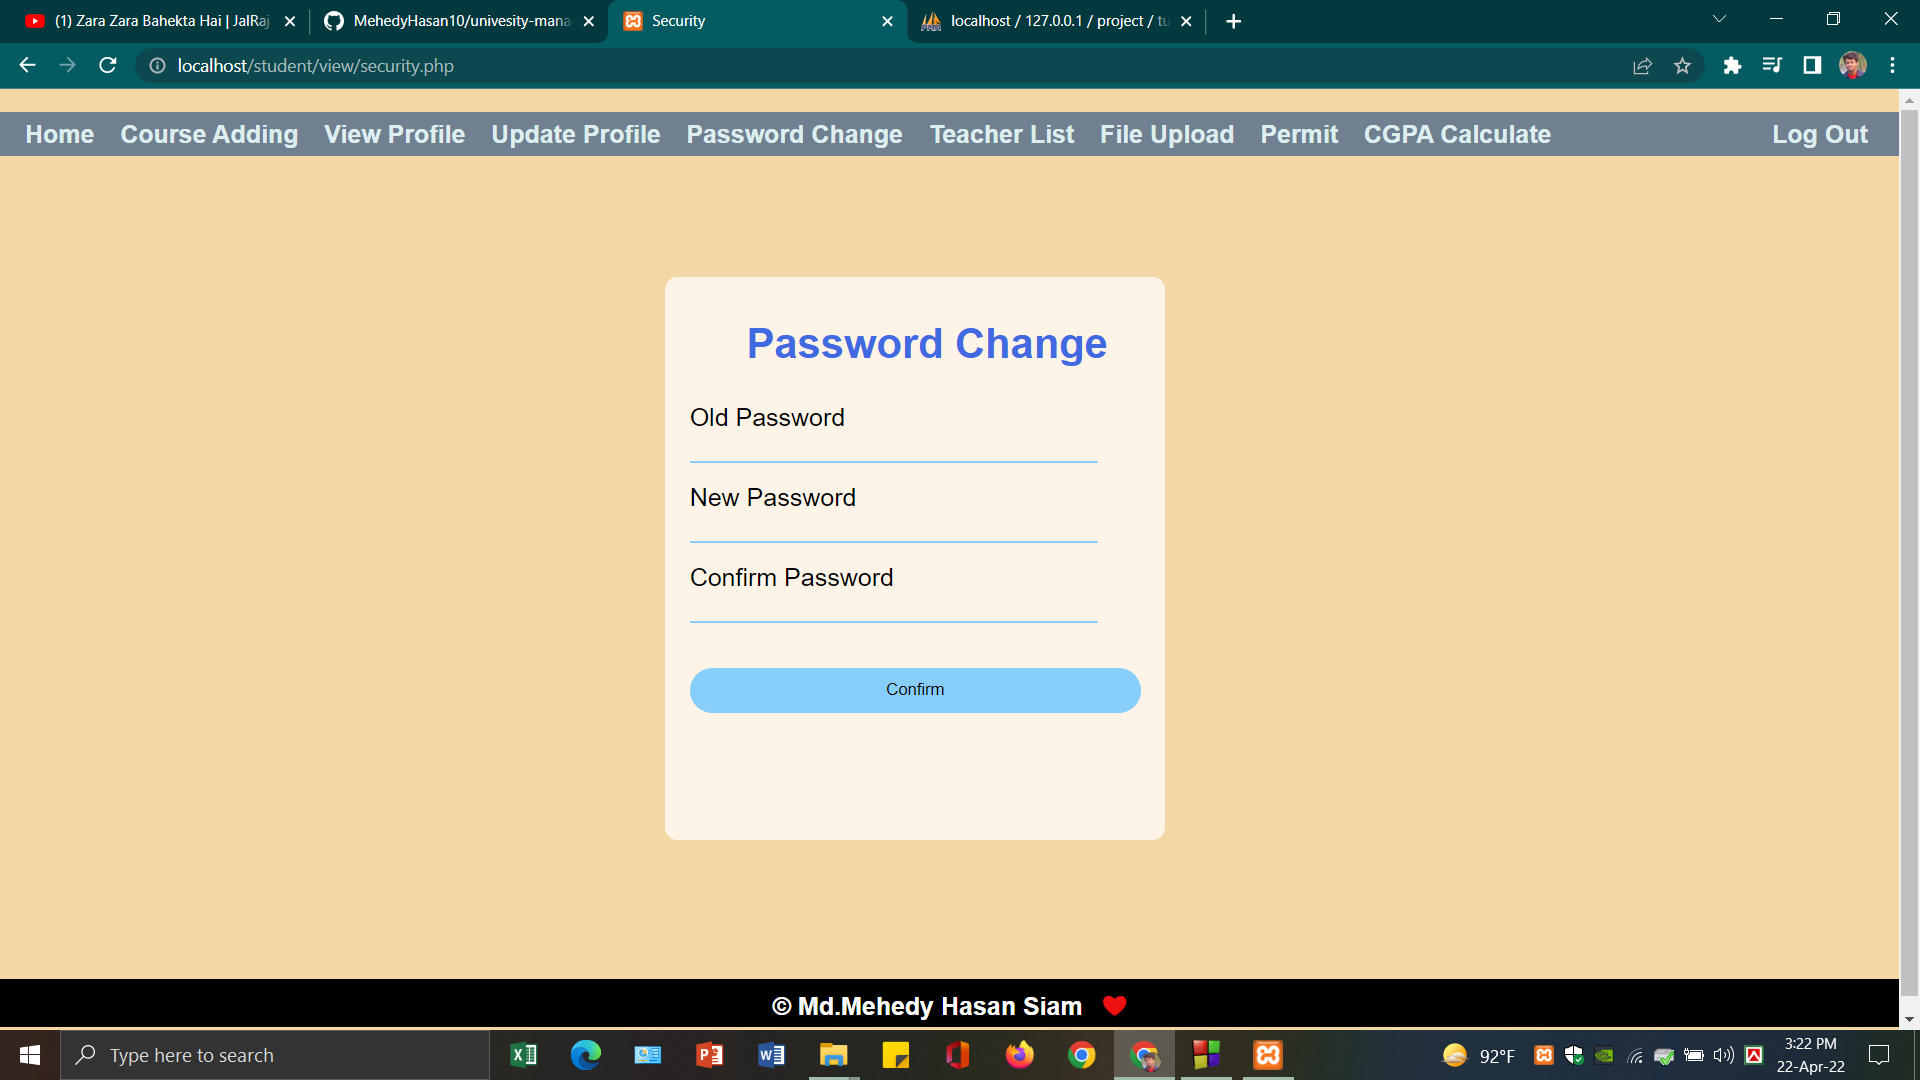 (1) Zara Zara Bahekta Hai | JalRaj
MehedyHasan10/univesity-mana
Security
localhost / 127.0.0.1 / project / tu
localhost/student/view/security.php
Home Course Adding View Profile Update Profile Password Change Teacher List File Upload Permit CGPA Calculate Log Out
Password Change
Old Password
New Password
Confirm Password
Confirm
© Md.Mehedy Hasan Siam
Type here to search
92°F
3:22 PM
22-Apr-22